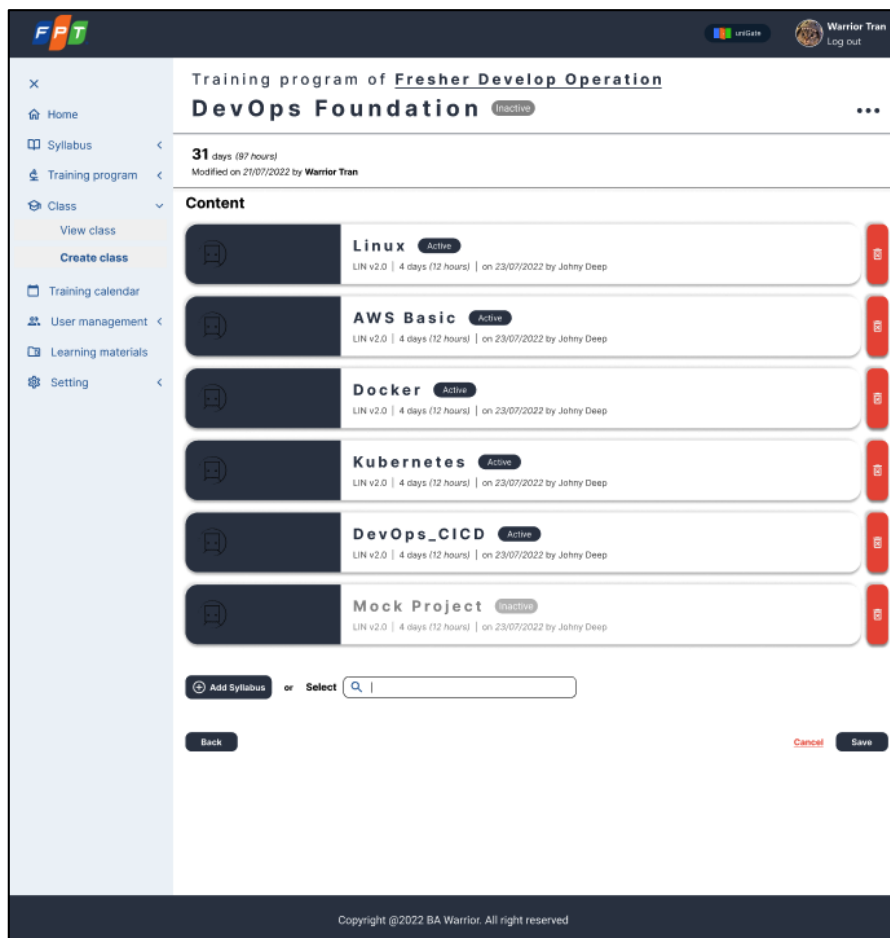 FPT
uniGate
Warrior Tran
Log out
Home
Syllabus
Training program
Class
View class
Create class
Training calendar
User management
Learning materials
Setting
Training program of Fresher Develop Operation
DevOps Foundation Inactive
31 days (97 hours)
Modified on 21/07/2022 by Warrior Tran
Content
Linux Active
LIN v2.0 | 4 days (12 hours) | on 23/07/2022 by Johny Deep
AWS Basic Active
LIN v2.0 | 4 days (12 hours) | on 23/07/2022 by Johny Deep
Docker Active
LIN v2.0 | 4 days (12 hours) | on 23/07/2022 by Johny Deep
Kubernetes Active
LIN v2.0 | 4 days (12 hours) | on 23/07/2022 by Johny Deep
DevOps_CICD Active
LIN v2.0 | 4 days (12 hours) | on 23/07/2022 by Johny Deep
Mock Project Inactive
LIN v2.0 | 4 days (12 hours) | on 23/07/2022 by Johny Deep
Add Syllabus or Select
Back Cancel Save
Copyright @2022 BA Warrior. All right reserved